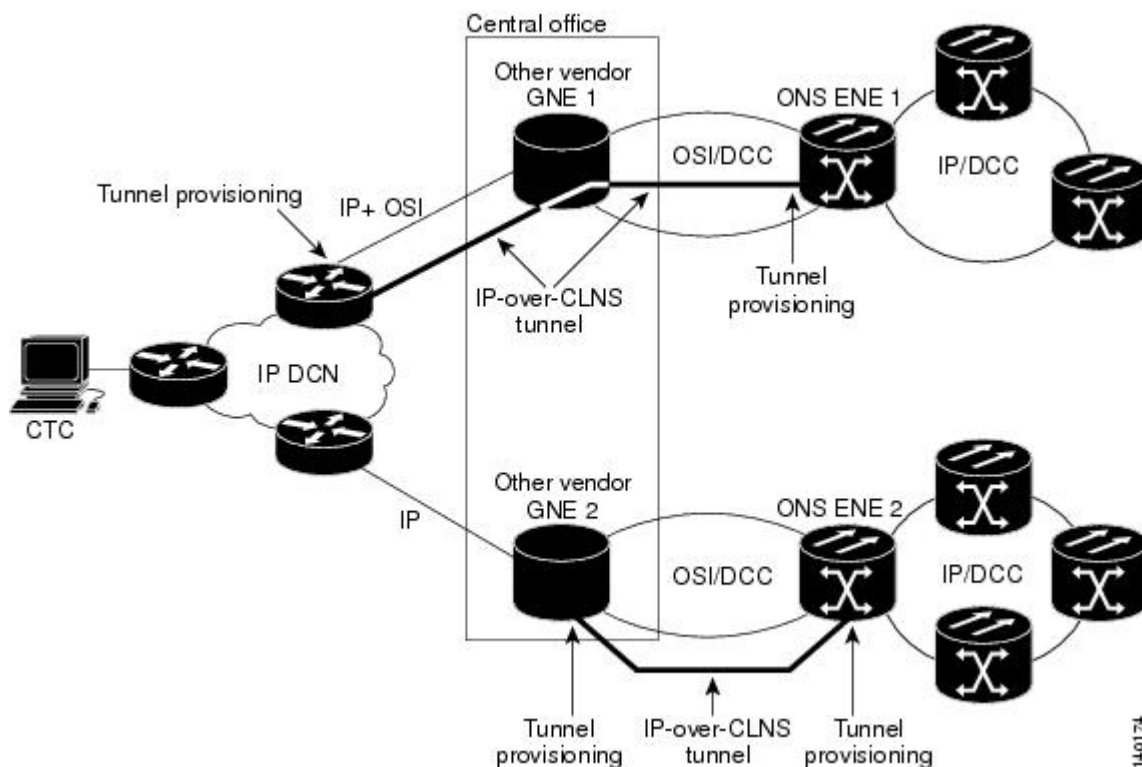 Central office
Other vendor
GNE 1
ONS ENE 1
OSI/DCC
IP/DCC
Tunnel provisioning
IP+ OSI
IP-over-CLNS
tunnel
Tunnel
provisioning
IP DCN
CTC
IP
Other vendor
GNE 2
ONS ENE 2
OSI/DCC
IP/DCC
Tunnel
provisioning
IP-over-CLNS
tunnel
Tunnel
provisioning
140174